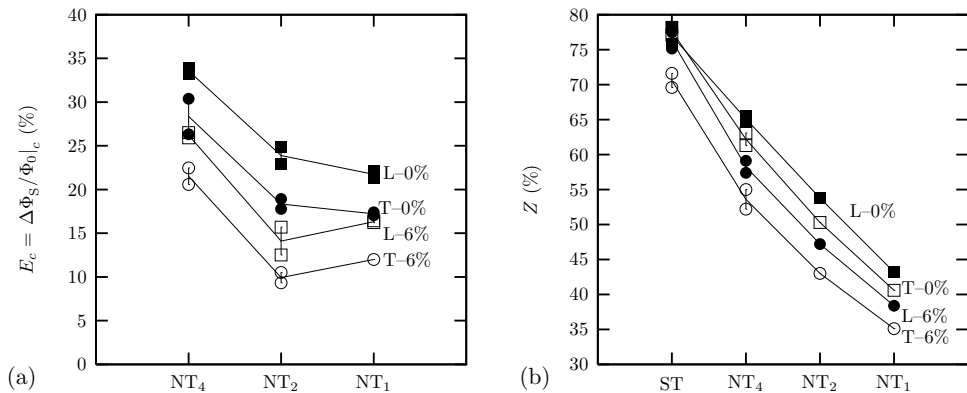 40
35
30
25
20
15
10
5
0
E_c = ΔΦ_S/Φ_0|_c (%)
L–0%
T–0%
L–6%
T–6%
NT_4 NT_2 NT_1
(a)
80
75
70
65
60
55
50
45
40
35
30
Z (%)
L–0%
T–0%
L–6%
T–6%
ST NT_4 NT_2 NT_1
(b)